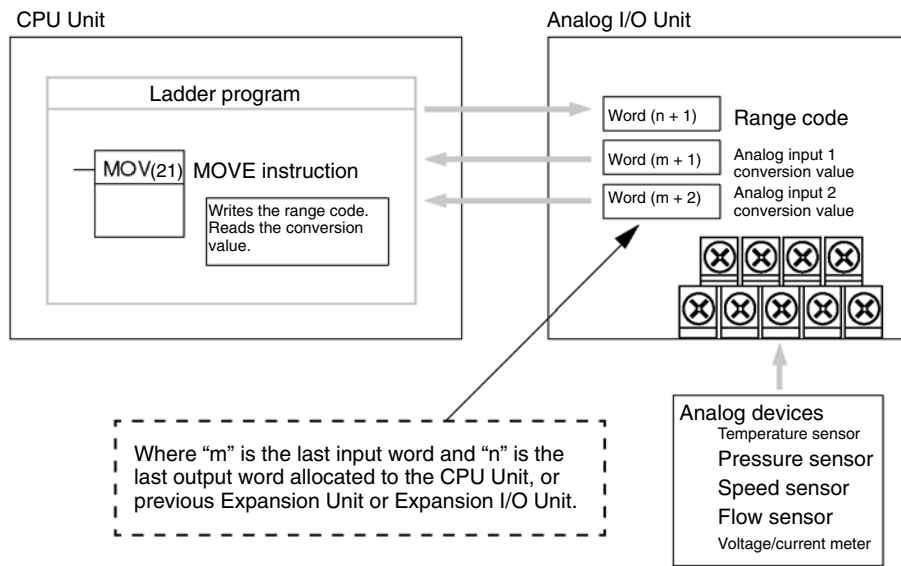 CPU Unit
Analog I/O Unit
Ladder program
MOV(21)
MOVE instruction
Writes the range code.
Reads the conversion
value.
Word (n + 1)
Range code
Word (m + 1)
Analog input 1
conversion value
Word (m + 2)
Analog input 2
conversion value
Where “m” is the last input word and “n” is the
last output word allocated to the CPU Unit, or
previous Expansion Unit or Expansion I/O Unit.
Analog devices
Temperature sensor
Pressure sensor
Speed sensor
Flow sensor
Voltage/current meter